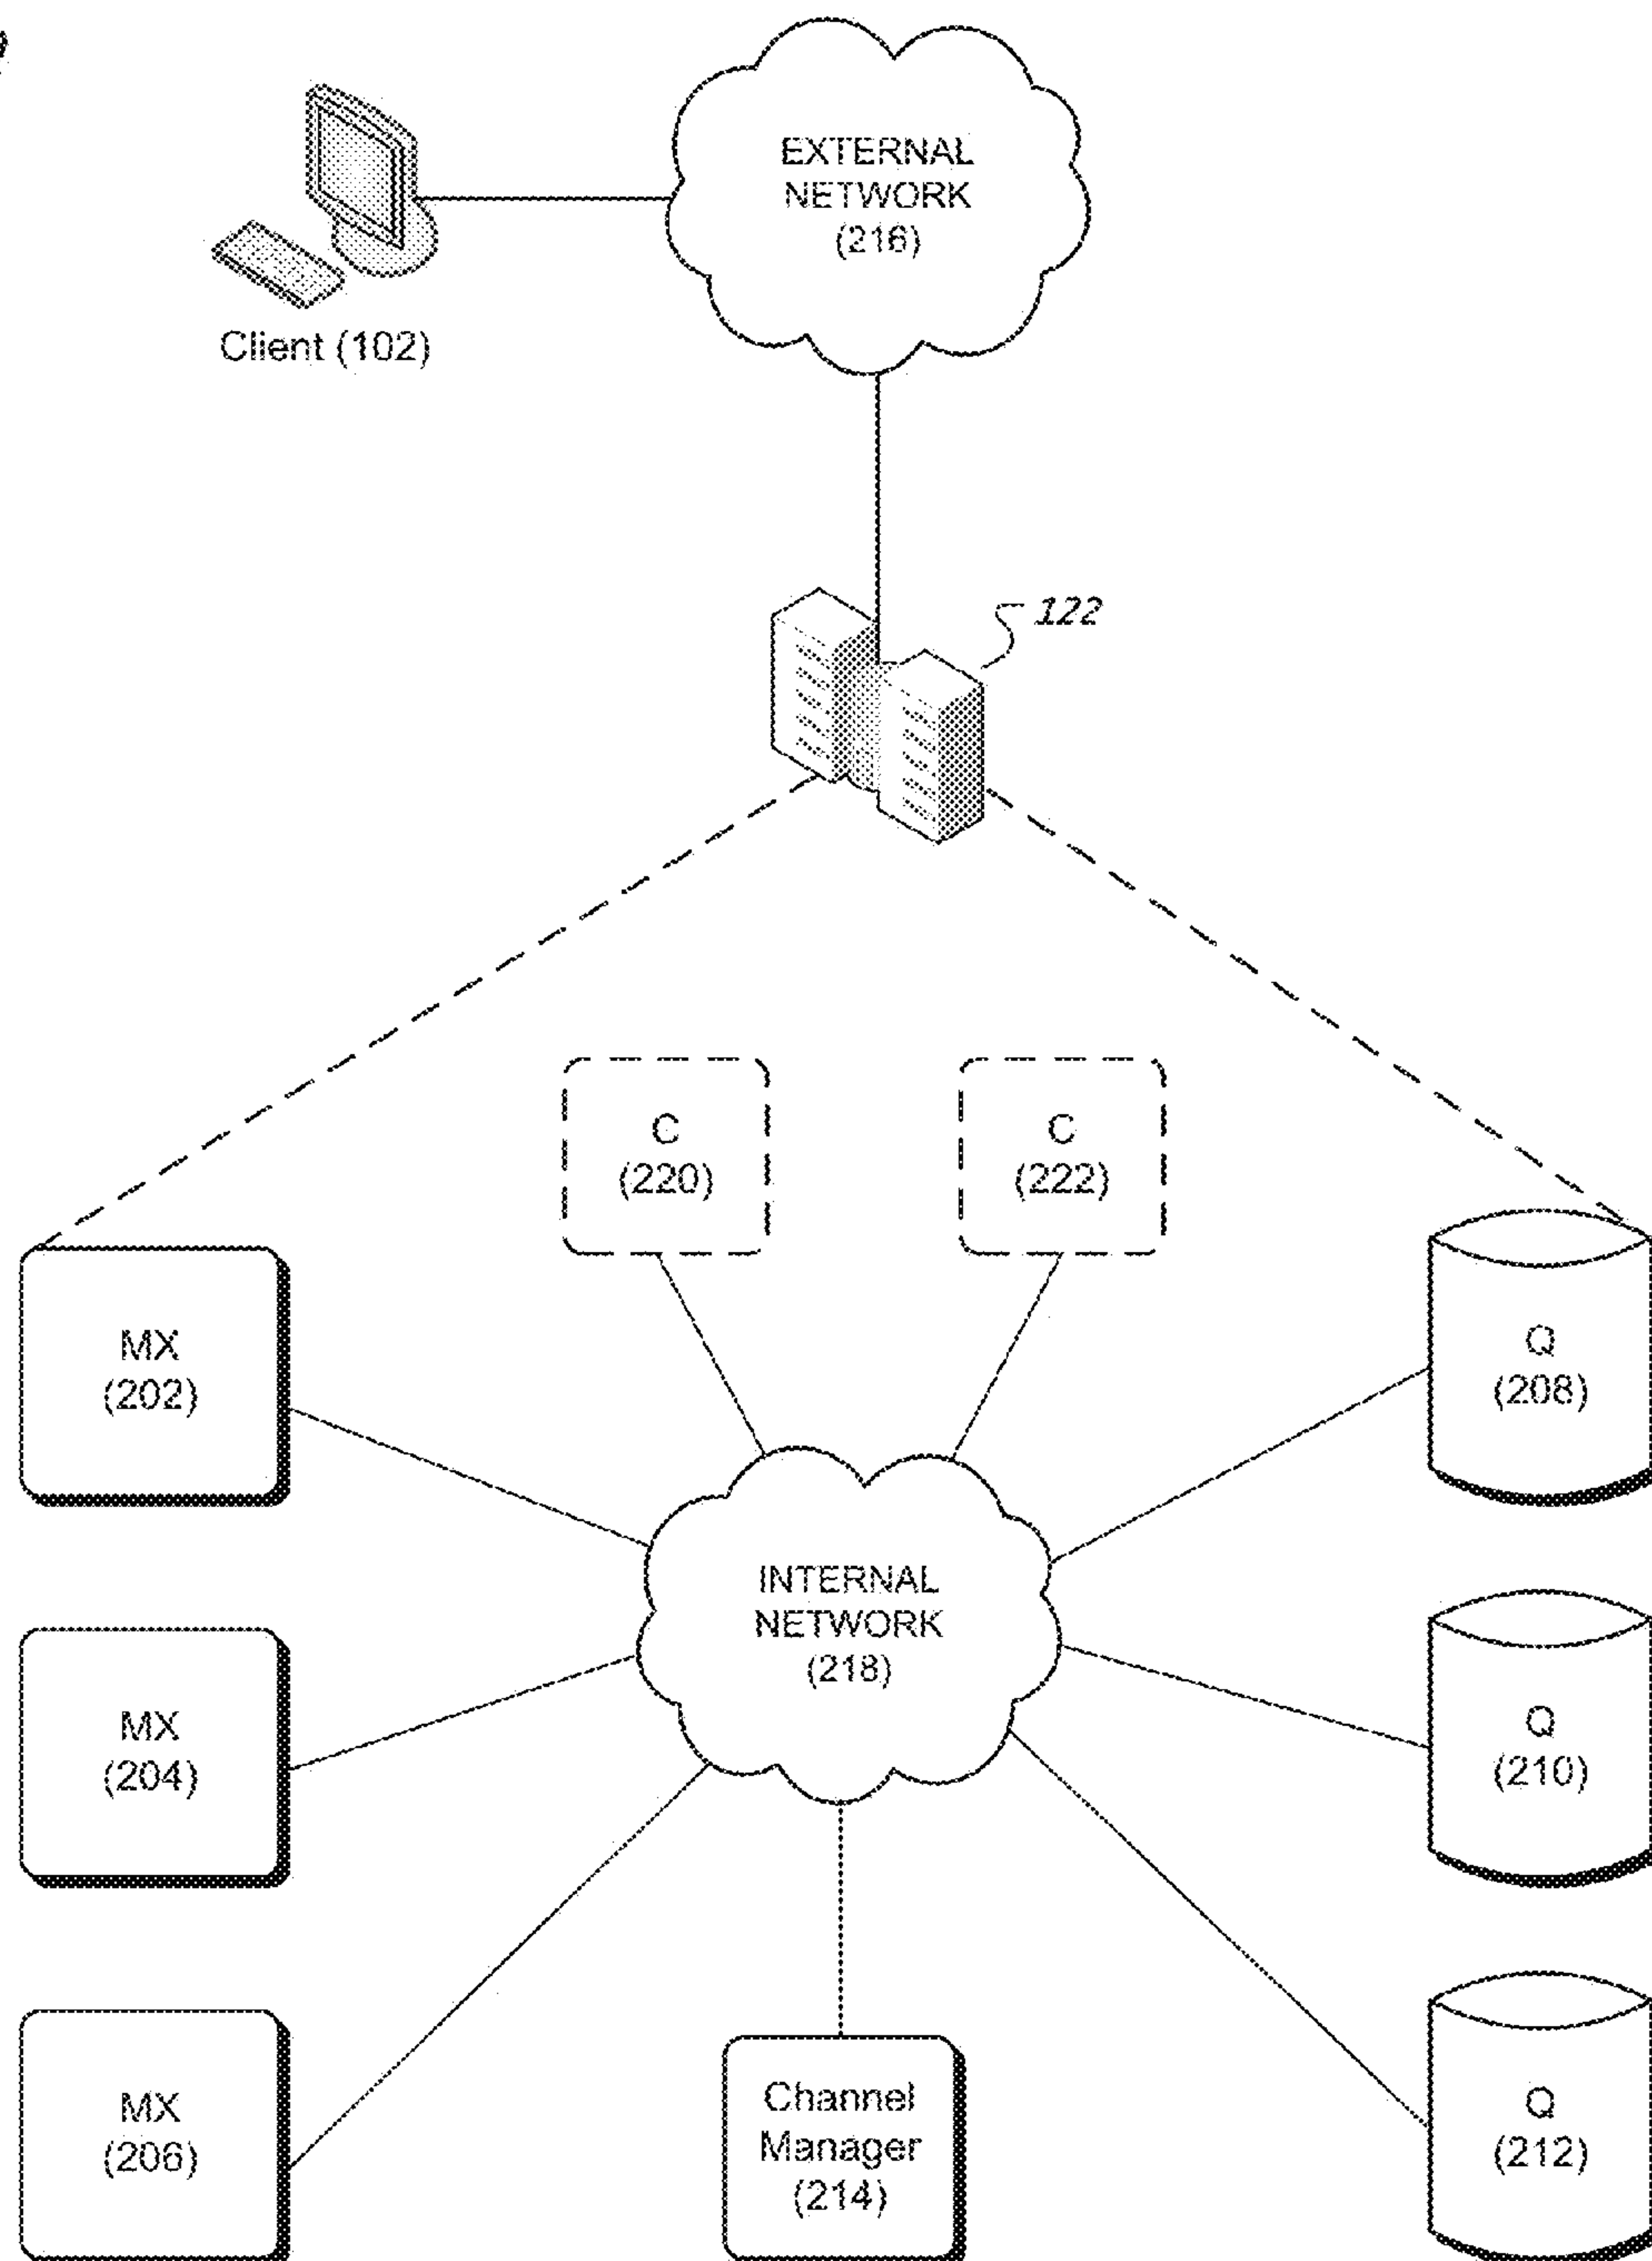 EXTERNAL
NETWORK
(216)
Client (102)
122
C
(220)
C
(222)
MX
(202)
Q
(208)
INTERNAL
NETWORK
(218)
MX
(204)
Q
(210)
MX
(206)
Channel
Manager
(214)
Q
(212)